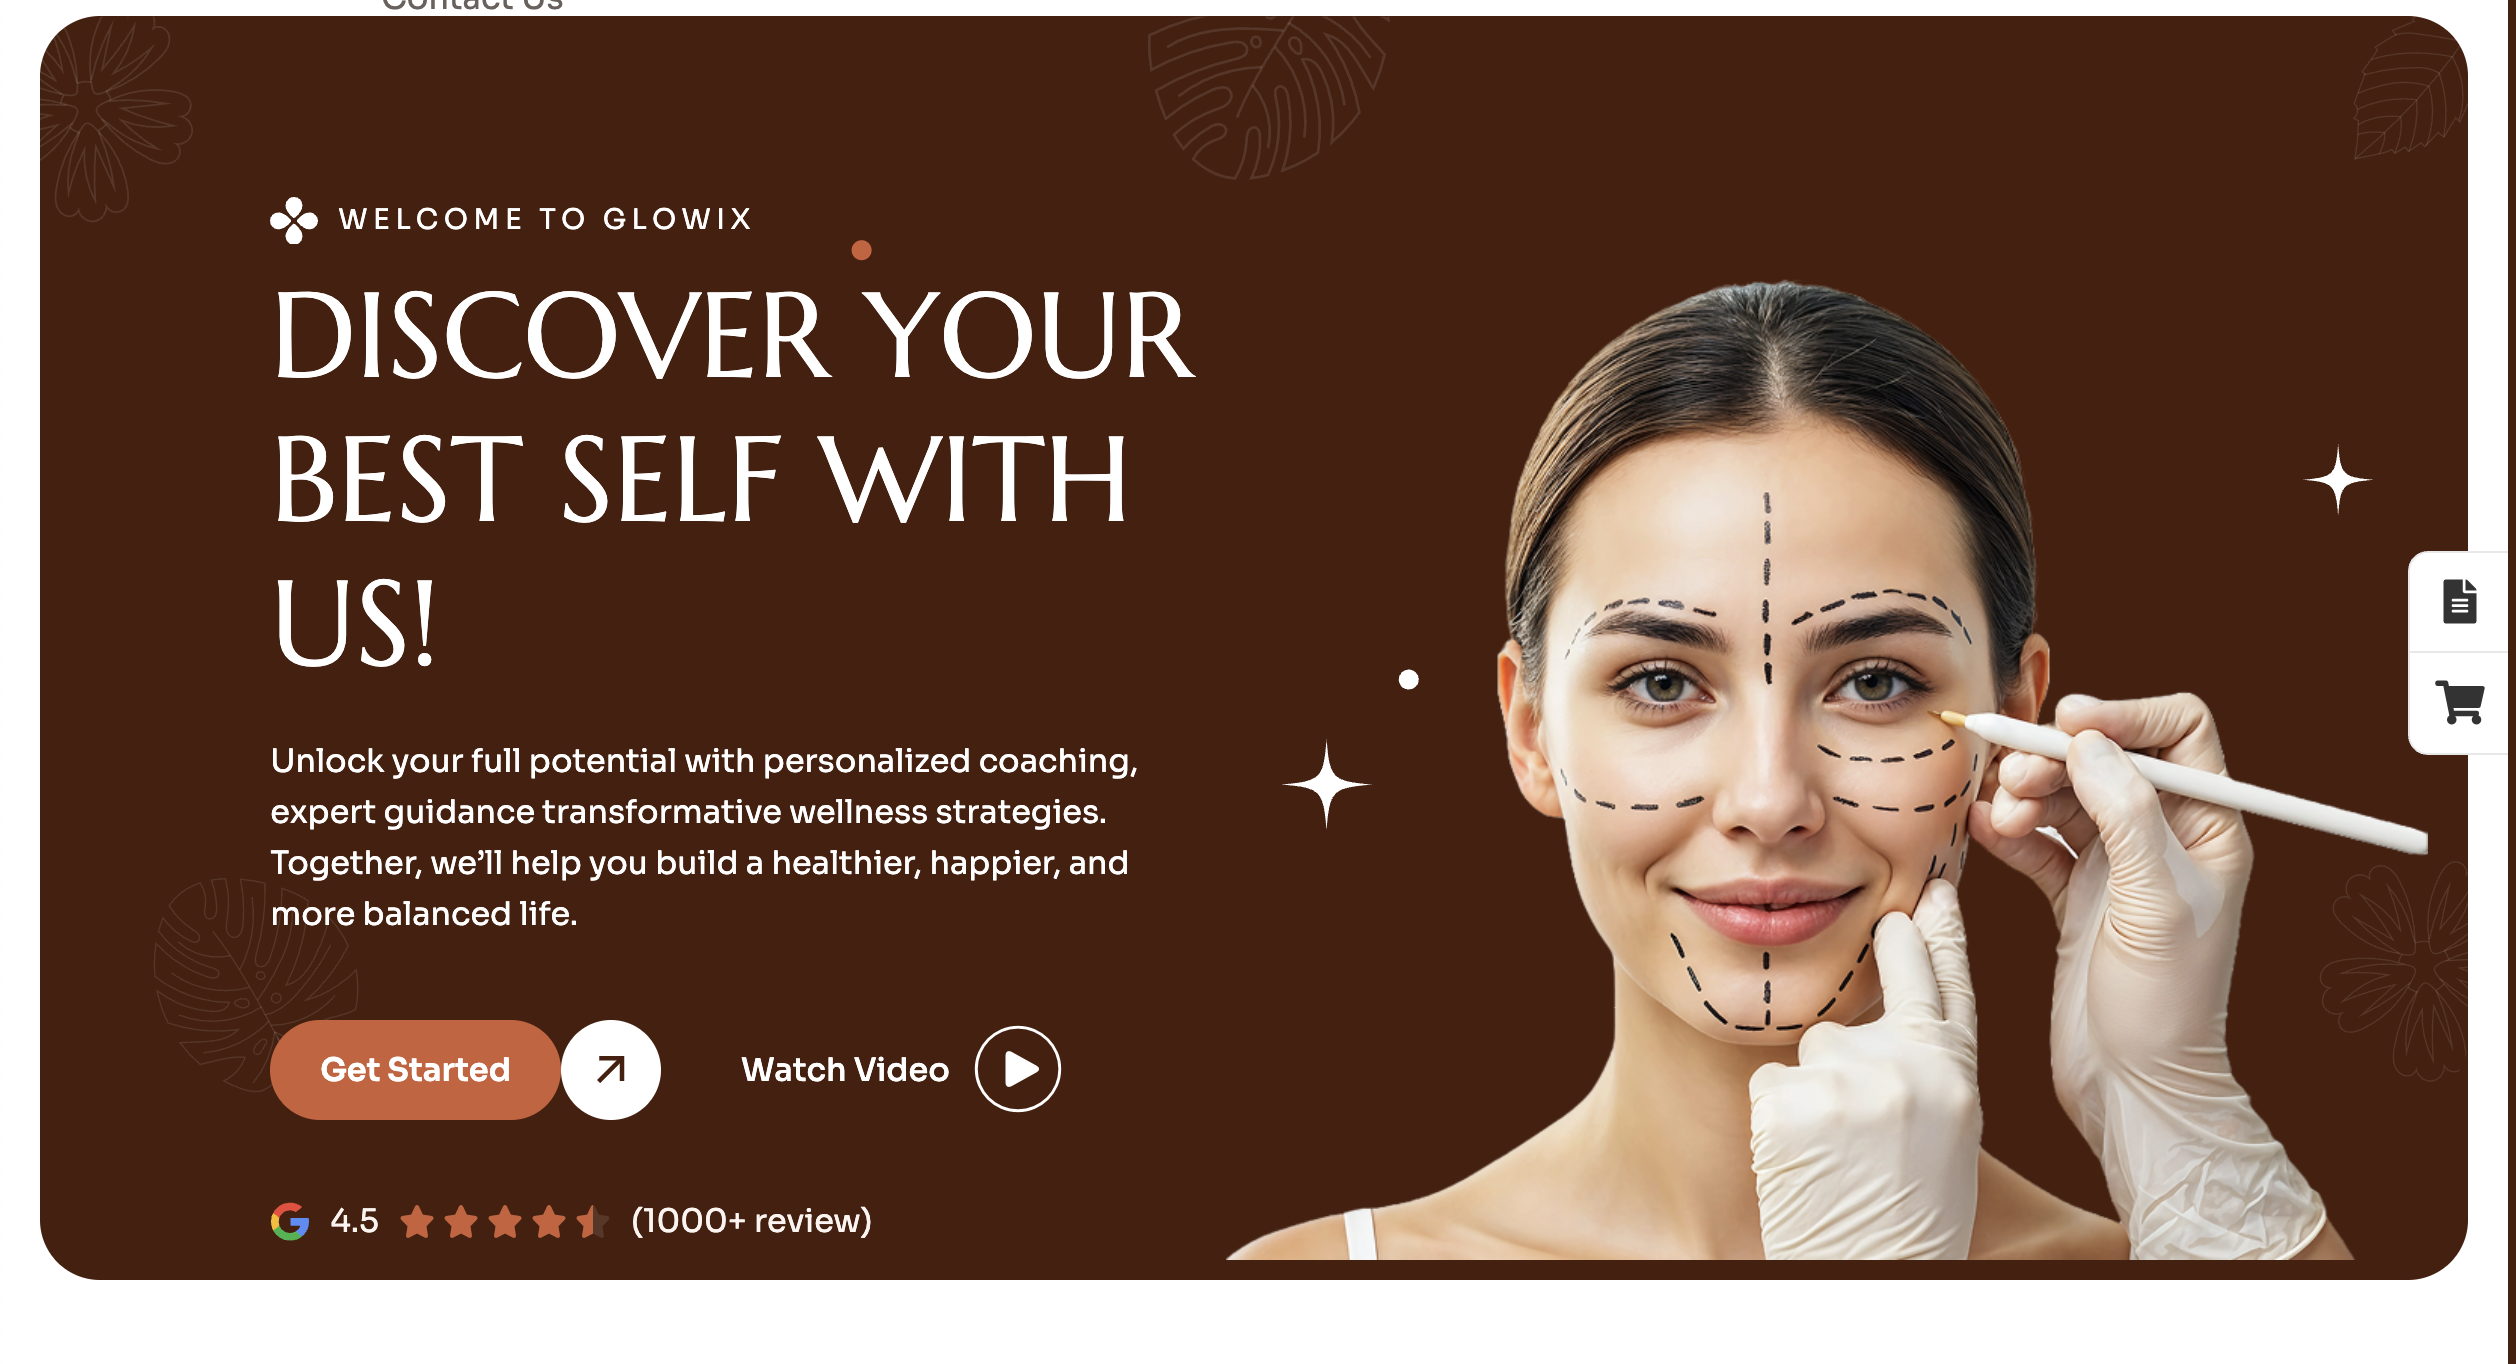 Contact Us
WELCOME TO GLOWIX
DISCOVER YOUR
BEST SELF WITH
US!
Unlock your full potential with personalized coaching,
expert guidance transformative wellness strategies.
Together, we’ll help you build a healthier, happier, and
more balanced life.
Get Started
Watch Video
4.5
(1000+ review)